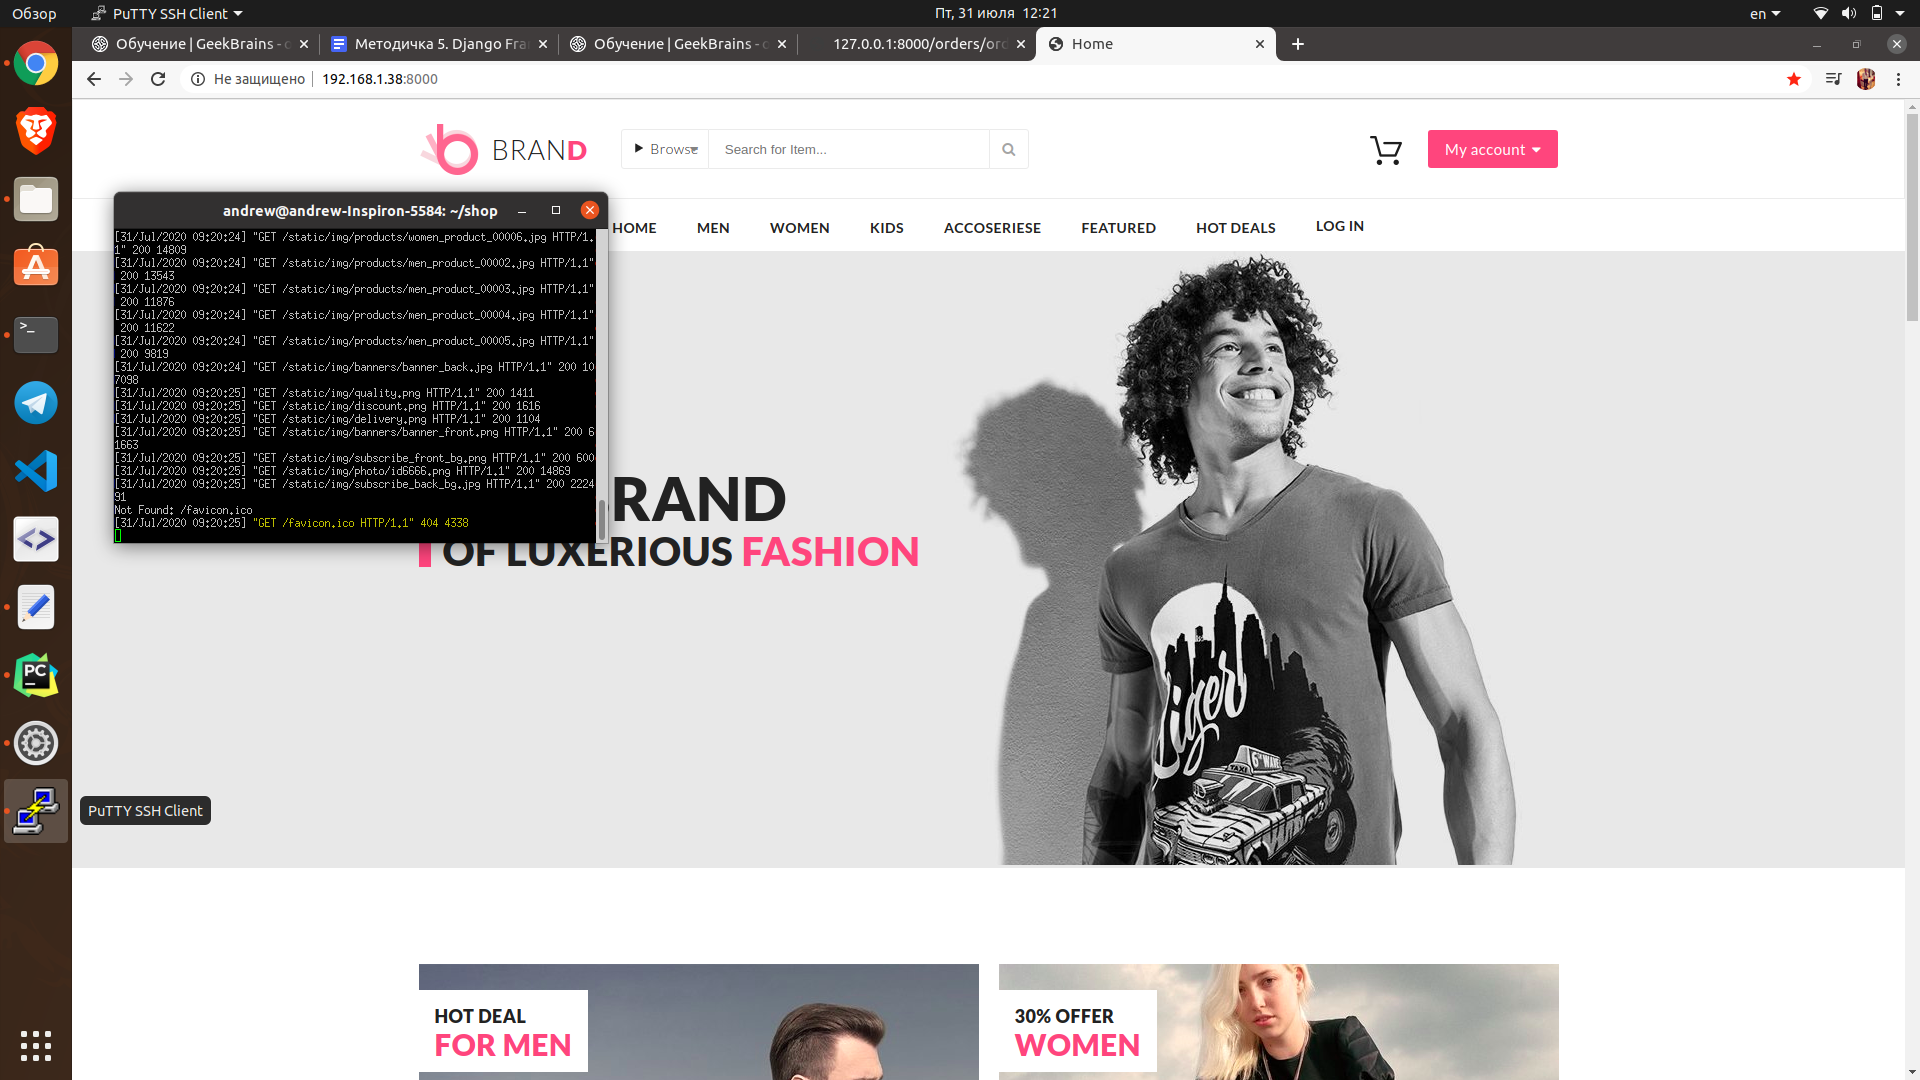 Обзор
PuTTY SSH Client
Пт, 31 июля 12:21
en
Обучение | GeekBrains - о
Методичка 5. Django Fra
Обучение | GeekBrains - о
127.0.0.1:8000/orders/ord
Home
Не защищено
192.168.1.38:8000
BRAND
Browse
Search for Item...
My account
HOME
MEN
WOMEN
KIDS
ACCOSERIESE
FEATURED
HOT DEALS
LOG IN
andrew@andrew-Inspiron-5584: ~/shop
[31/Jul/2020 09:20:24] "GET /static/img/products/women_product_00006.jpg HTTP/1.
1" 200 14809
[31/Jul/2020 09:20:24] "GET /static/img/products/men_product_00002.jpg HTTP/1.1"
200 13543
[31/Jul/2020 09:20:24] "GET /static/img/products/men_product_00003.jpg HTTP/1.1"
200 11876
[31/Jul/2020 09:20:24] "GET /static/img/products/men_product_00004.jpg HTTP/1.1"
200 11622
[31/Jul/2020 09:20:24] "GET /static/img/products/men_product_00005.jpg HTTP/1.1"
200 9819
[31/Jul/2020 09:20:24] "GET /static/img/banners/banner_back.jpg HTTP/1.1" 200 10
7098
[31/Jul/2020 09:20:25] "GET /static/img/quality.png HTTP/1.1" 200 1411
[31/Jul/2020 09:20:25] "GET /static/img/discount.png HTTP/1.1" 200 1616
[31/Jul/2020 09:20:25] "GET /static/img/delivery.png HTTP/1.1" 200 1104
[31/Jul/2020 09:20:25] "GET /static/img/banners/banner_front.png HTTP/1.1" 200 6
1663
[31/Jul/2020 09:20:25] "GET /static/img/subscribe_front_bg.png HTTP/1.1" 200 600
[31/Jul/2020 09:20:25] "GET /static/img/photo/id6666.png HTTP/1.1" 200 14869
[31/Jul/2020 09:20:25] "GET /static/img/subscribe_back_bg.jpg HTTP/1.1" 200 2224
91
Not Found: /favicon.ico
[31/Jul/2020 09:20:25] "GET /favicon.ico HTTP/1.1" 404 4338
RAND
OF LUXERIOUS FASHION
Liger
6th WAVE
TAXI
PC
PuTTY SSH Client
HOT DEAL
FOR MEN
30% OFFER
WOMEN